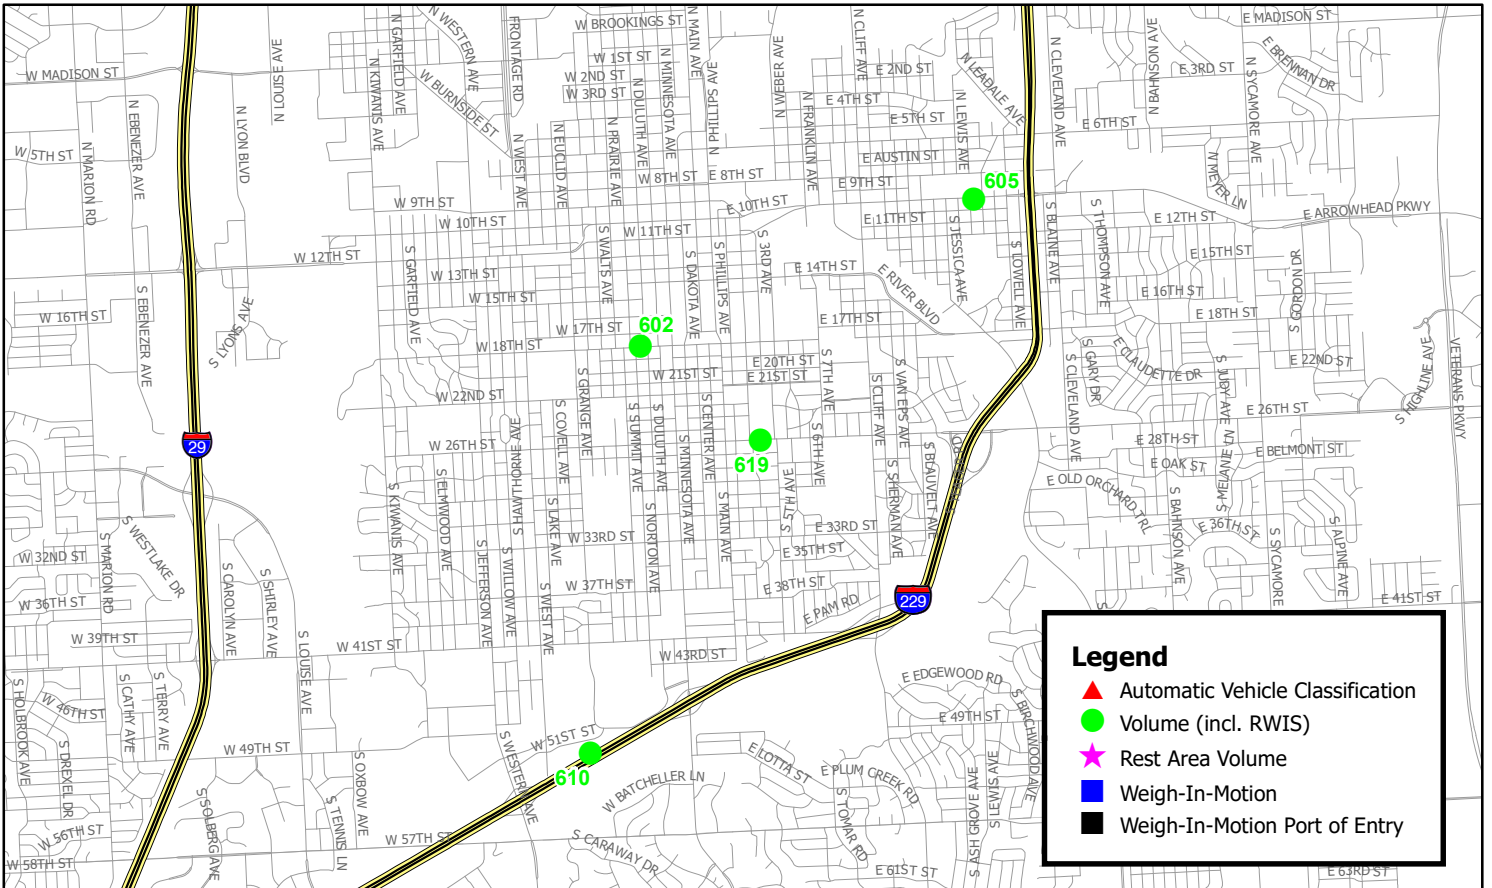 W BROOKINGS ST
E MADISON ST
N GARFIELD AVE
N WESTERN AVE
FRONTAGE RD
N MAIN AVE
N CLIFF AVE
N BAHNSON AVE
W MADISON ST
N LOUISE AVE
N KIWANIS AVE
W BURNSIDE ST
W 1ST ST
W 2ND ST
W 3RD ST
N MINNESOTA AVE
N DULUTH AVE
N PHILLIPS AVE
N WEBER AVE
E 2ND ST
E 4TH ST
E 5TH ST
N LEADALE AVE
N LEWIS AVE
N CLEVELAND AVE
E 3RD ST
E BRENNAN DR
N SYCAMORE AVE
E 6TH ST
N EBENEZER AVE
N LYON BLVD
W 5TH ST
N MARION RD
N WEST AVE
N EUCLID AVE
N PRAIRIE AVE
N FRANKLIN AVE
E AUSTIN ST
W 8TH ST
E 8TH ST
E 9TH ST
605
N MEYER LN
W 9TH ST
W 10TH ST
E 10TH ST
E 11TH ST
E 12TH ST
E ARROWHEAD PKWY
W 11TH ST
W 12TH ST
W 13TH ST
W 15TH ST
S GARFIELD AVE
S WALTS AVE
S DAKOTA AVE
S PHILLIPS AVE
S 3RD AVE
E 14TH ST
E RIVER BLVD
S JESSICA AVE
S LOWELL AVE
S BLAINE AVE
S THOMPSON AVE
E 15TH ST
E 16TH ST
E 18TH ST
S GORDON DR
W 16TH ST
S EBENEZER AVE
S LYONS AVE
W 17TH ST
602
W 18TH ST
E 17TH ST
E 20TH ST
E 21ST ST
W 21ST ST
S 7TH AVE
S CLIFF AVE
S VAN EPS AVE
S CLEVELAND AVE
S GARY DR
E CLAUDETTE DR
S JUDY AVE
E 22ND ST
S HIGHLINE AVE
VETERANS PKWY
W 22ND ST
S GRANGE AVE
S COVELL AVE
S SUMMIT AVE
S DULUTH AVE
S CENTER AVE
S MINNESOTA AVE
E 26TH ST
29
W 26TH ST
S HAWTHORNE AVE
619
S 6TH AVE
S BLAUVELT AVE
E 28TH ST
E OAK ST
E BELMONT ST
S MELANIE LN
E OLD ORCHARD TRL
S KIWANIS AVE
S ELMWOOD AVE
S LAKE AVE
S NORTON AVE
S MAIN AVE
S 5TH AVE
S SHERMAN AVE
S BAHNSON AVE
E 36TH ST
S SYCAMORE
S ALPINE AVE
S WESTLAKE DR
W 32ND ST
S MARION RD
W 33RD ST
E 33RD ST
E 35TH ST
S JEFFERSON AVE
S WILLOW AVE
S WEST AVE
W 37TH ST
E 38TH ST
E PAM RD
229
W 36TH ST
S CAROLYN AVE
S SHIRLEY AVE
E 41ST ST
W 39TH ST
W 41ST ST
S LOUISE AVE
W 43RD ST
S HOLBROOK AVE
S CATHY AVE
S TERRY AVE
W 46TH ST
E EDGEWOOD RD
S BIRCHWOOD AVE
E 49TH ST
S DREXEL DR
W 49TH ST
S OXBOW AVE
S WESTERN AVE
W 51ST ST
610
W BATCHELLER LN
E LOTTA ST
E PLUM CREEK RD
S TOMAR RD
S LEWIS AVE
S ASH GROVE AVE
S SOLBERG AVE
S TENNIS LN
W 56TH ST
W 57TH ST
W 58TH ST
S CARAWAY DR
E 61ST ST
E 63RD ST
Legend
Automatic Vehicle Classification
Volume (incl. RWIS)
Rest Area Volume
Weigh-In-Motion
Weigh-In-Motion Port of Entry